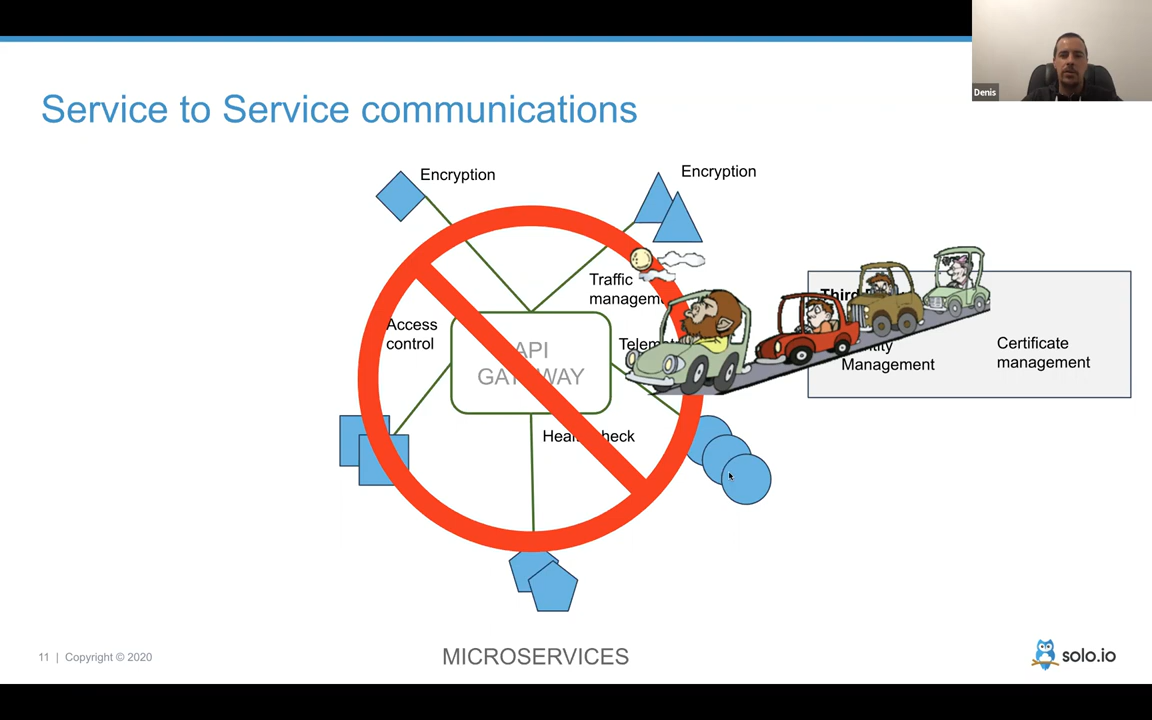 Denis
Service to Service communications
Encryption
Encryption
Traffic
Access
control
API
Certificate
management
Management
MICROSERVICES
11 | Copyright © 2020
solo.io